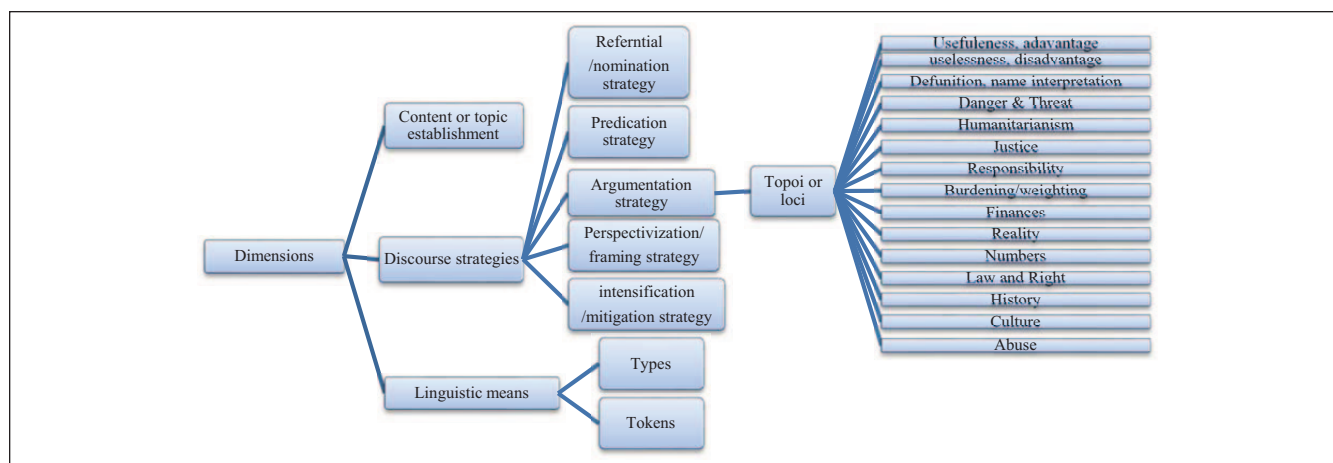 Dimensions
Content or topic
establishment
Discourse strategies
Linguistic means
Referntial
/nomination
strategy
Predication
strategy
Argumentation
strategy
Perspectivization/
framing strategy
intensification
/mitigation strategy
Types
Tokens
Topoi or
loci
Usefuleness, adavantage
uselessness, disadvantage
Defunition, name interpretation
Danger & Threat
Humanitarianism
Justice
Responsibility
Burdening/weighting
Finances
Reality
Numbers
Law and Right
History
Culture
Abuse